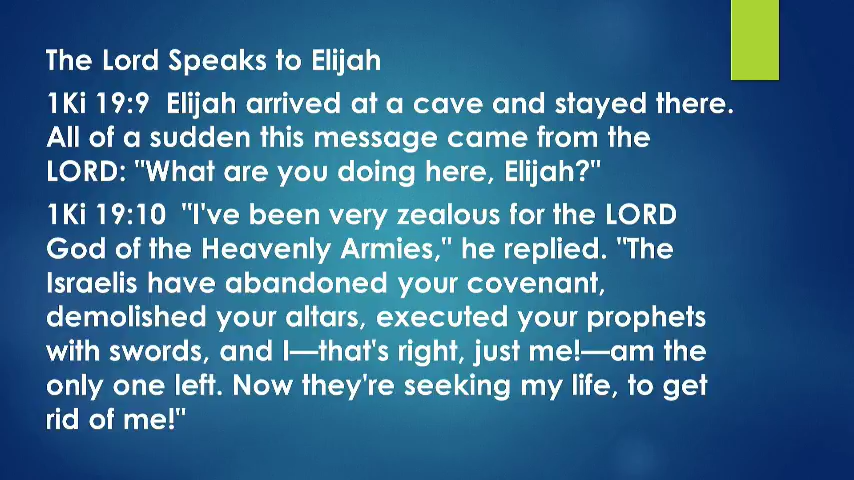 The Lord Speaks to Elijah
1Ki 19:9  Elijah arrived at a cave and stayed there.
All of a sudden this message came from the
LORD: "What are you doing here, Elijah?"
1Ki 19:10  "I've been very zealous for the LORD
God of the Heavenly Armies," he replied. "The
Israelis have abandoned your covenant,
demolished your altars, executed your prophets
with swords, and I—that's right, just me!—am the
only one left. Now they're seeking my life, to get
rid of me!"